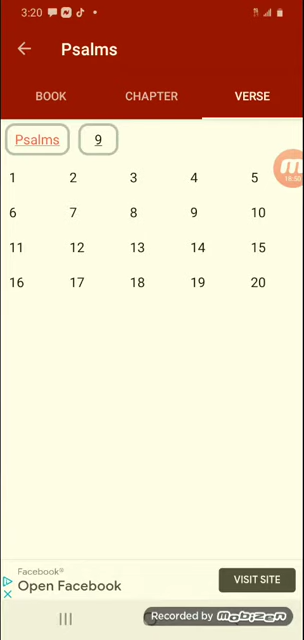 3:20
Psalms
BOOK CHAPTER VERSE
Psalms 9
1 2 3 4 5
6 7 8 9 10
11 12 13 14 15
16 17 18 19 20
Facebook®
Open Facebook
VISIT SITE
Recorded by mobizen